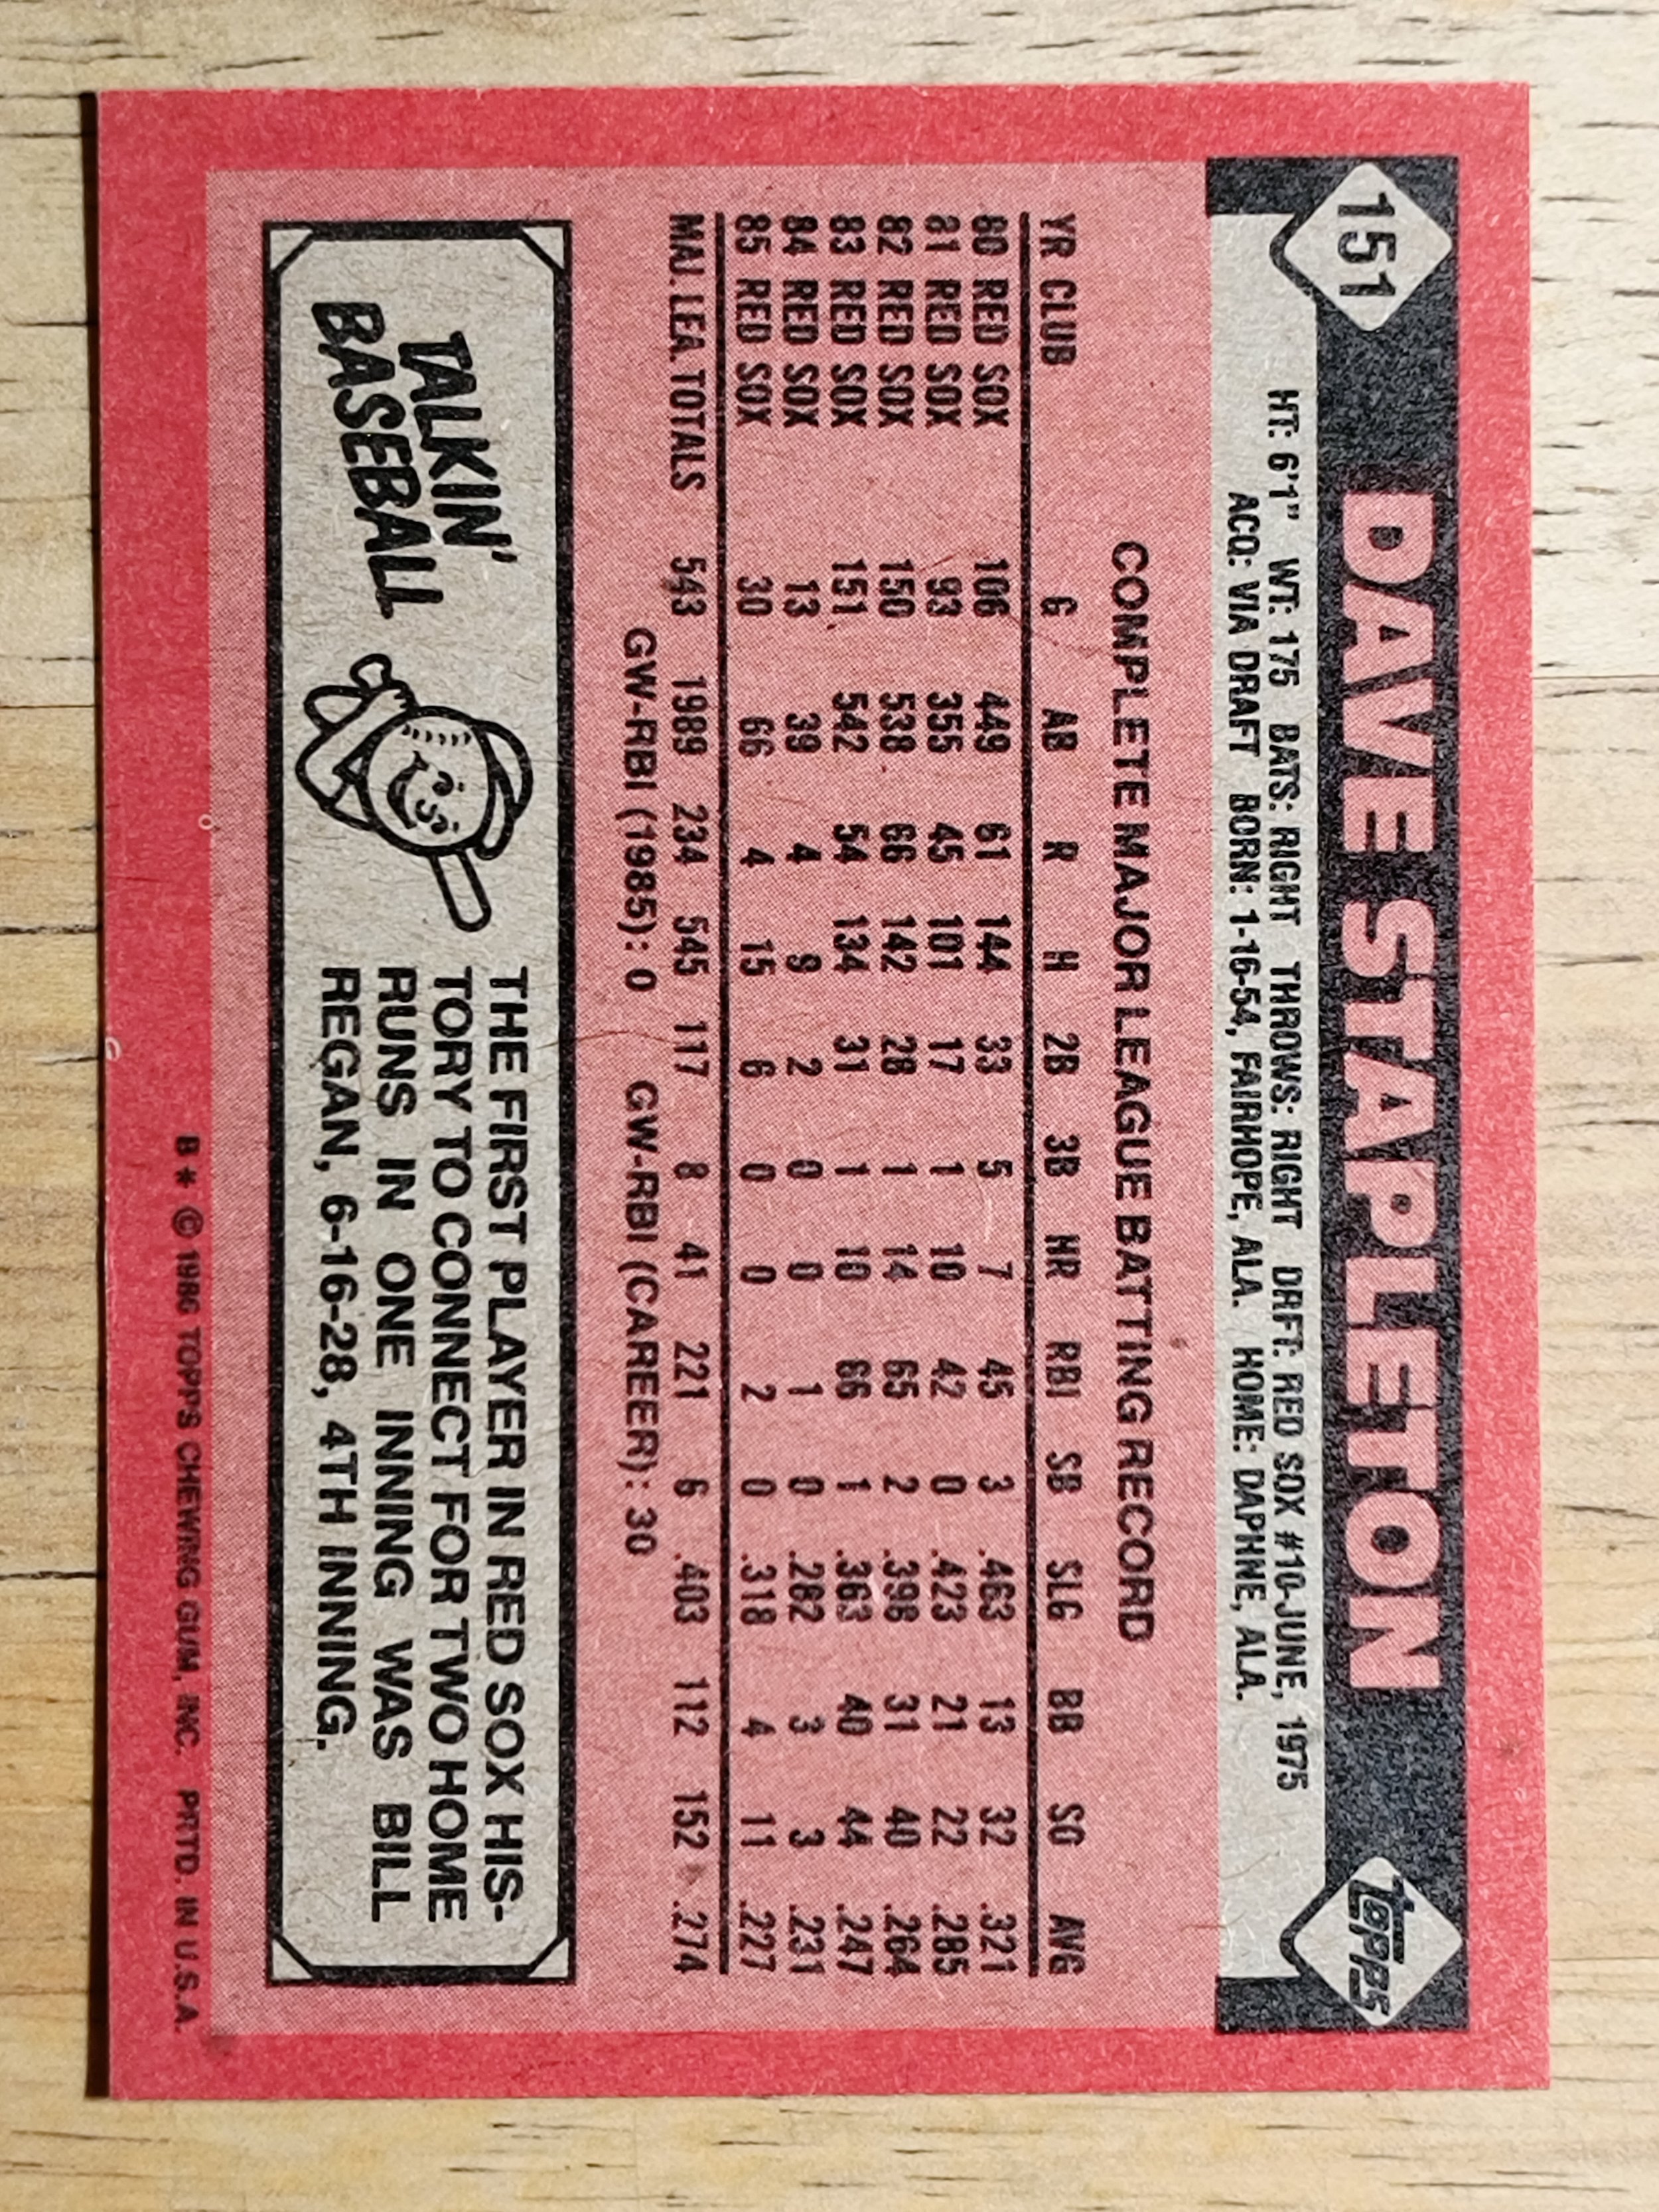 151
DAVE STAPLETON
topps
HT: 6'1" WT: 175 BATS: RIGHT THROWS: RIGHT DRFT: RED SOX #10-JUNE, 1975
ACQ: VIA DRAFT BORN: 1-16-54, FAIRHOPE, ALA. HOME: DAPHNE, ALA.
COMPLETE MAJOR LEAGUE BATTING RECORD
YR CLUB G AB R H 2B 3B HR RBI SB SLG BB SO AVG
80 RED SOX 106 449 61 144 33 5 7 45 3 .463 13 32 .321
81 RED SOX 93 355 45 101 17 1 10 42 0 .423 21 22 .285
82 RED SOX 150 538 66 142 28 1 14 65 2 .398 31 40 .264
83 RED SOX 151 542 54 134 31 1 10 66 1 .363 40 44 .247
84 RED SOX 13 39 4 9 2 0 0 1 0 .282 3 3 .231
85 RED SOX 30 66 4 15 6 0 0 2 0 .318 4 11 .227
MAJ. LEA. TOTALS 543 1989 234 545 117 8 41 221 6 .403 112 152 .274
GW-RBI (1985): 0 GW-RBI (CAREER): 30
TALKIN'
BASEBALL
THE FIRST PLAYER IN RED SOX HIS-
TORY TO CONNECT FOR TWO HOME
RUNS IN ONE INNING WAS BILL
REGAN, 6-16-28, 4TH INNING.
B * © 1986 TOPPS CHEWING GUM, INC. PRTD. IN U.S.A.